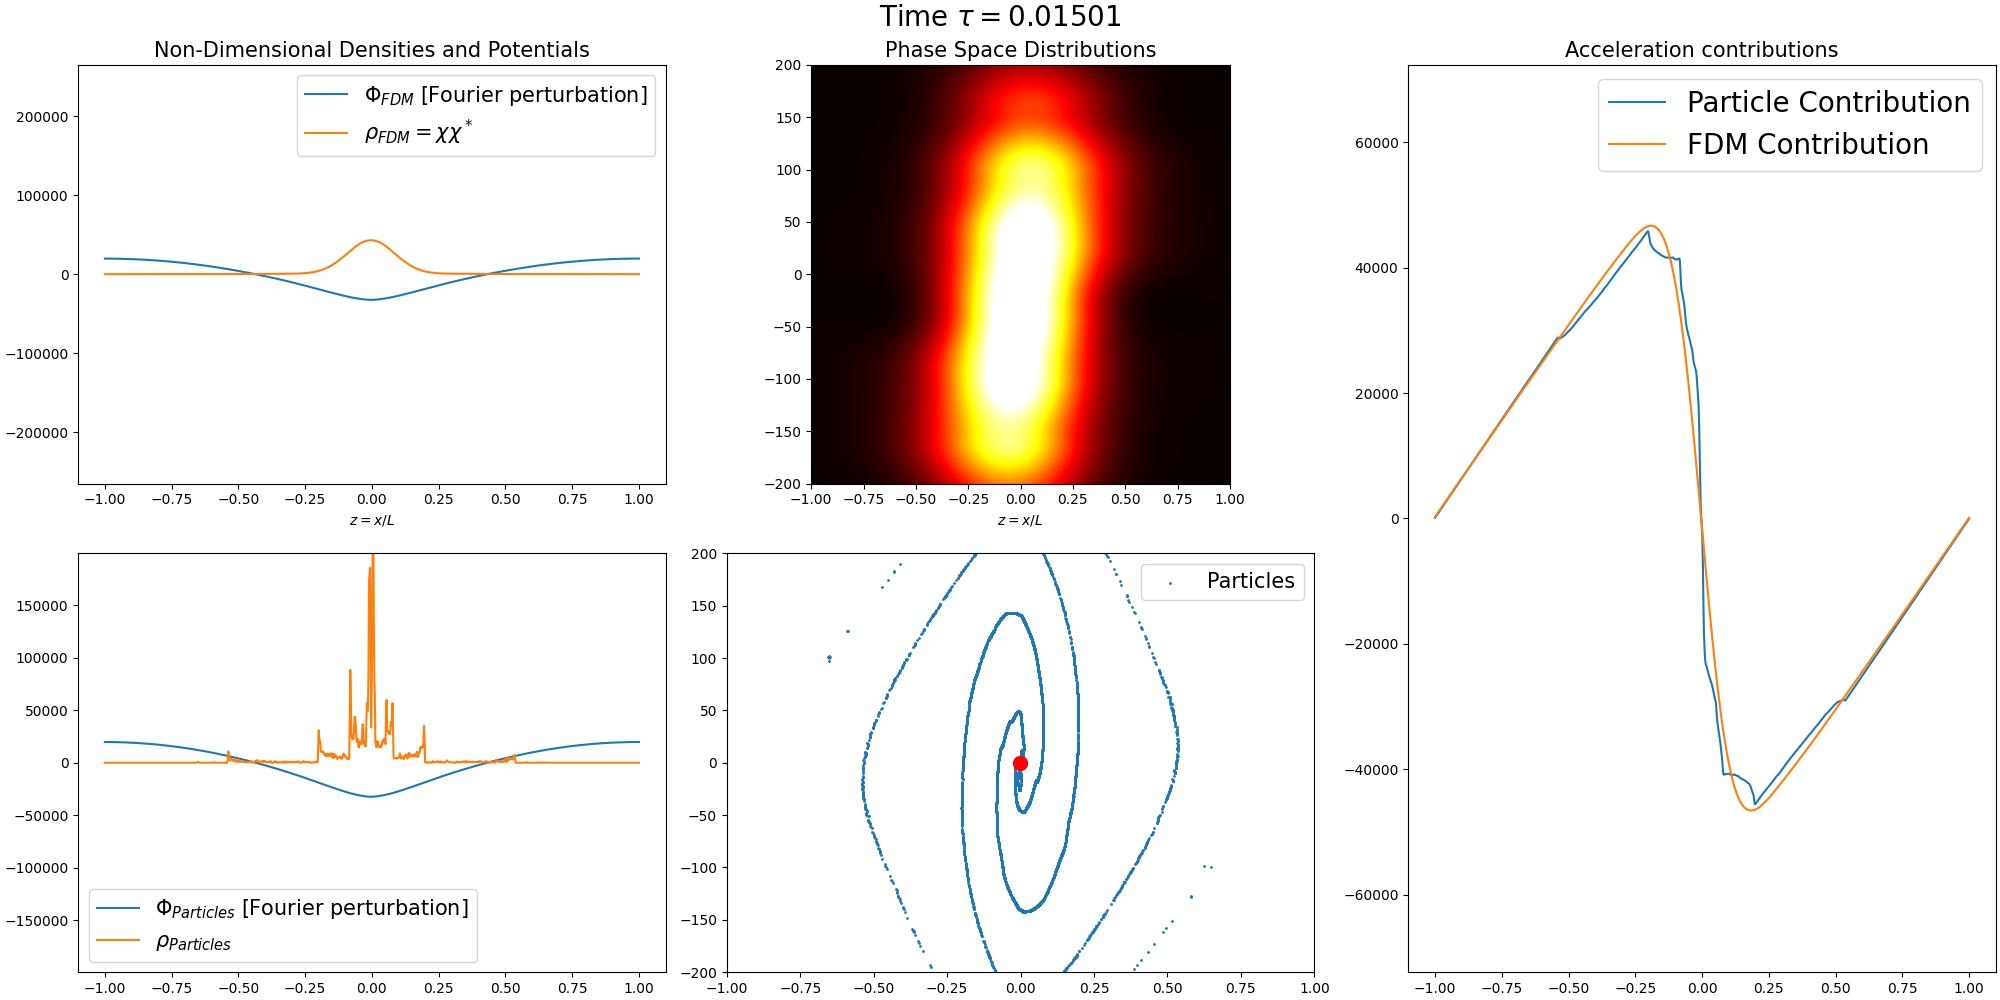 Time τ = 0.01501
Non-Dimensional Densities and Potentials
Φ_FDM [Fourier perturbation]
ρ_FDM = χχ*
200000
100000
0
−100000
−200000
−1.00 −0.75 −0.50 −0.25 0.00 0.25 0.50 0.75 1.00
z = x/L
Phase Space Distributions
200
150
100
50
0
−50
−100
−150
−200
−1.00 −0.75 −0.50 −0.25 0.00 0.25 0.50 0.75 1.00
z = x/L
Acceleration contributions
Particle Contribution
FDM Contribution
60000
40000
20000
0
−20000
−40000
−60000
−1.00 −0.75 −0.50 −0.25 0.00 0.25 0.50 0.75 1.00
150000
100000
50000
0
−50000
−100000
−150000
Φ_Particles [Fourier perturbation]
ρ_Particles
−1.00 −0.75 −0.50 −0.25 0.00 0.25 0.50 0.75 1.00
Particles
200
150
100
50
0
−50
−100
−150
−200
−1.00 −0.75 −0.50 −0.25 0.00 0.25 0.50 0.75 1.00